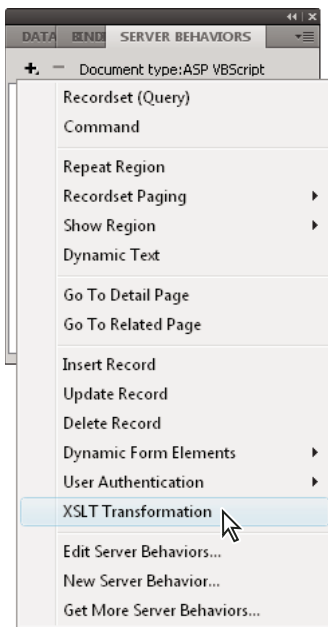 DATA BINDI SERVER BEHAVIORS
Document type:ASP VBScript
Recordset (Query)
Command
Repeat Region
Recordset Paging
Show Region
Dynamic Text
Go To Detail Page
Go To Related Page
Insert Record
Update Record
Delete Record
Dynamic Form Elements
User Authentication
XSLT Transformation
Edit Server Behaviors...
New Server Behavior...
Get More Server Behaviors...